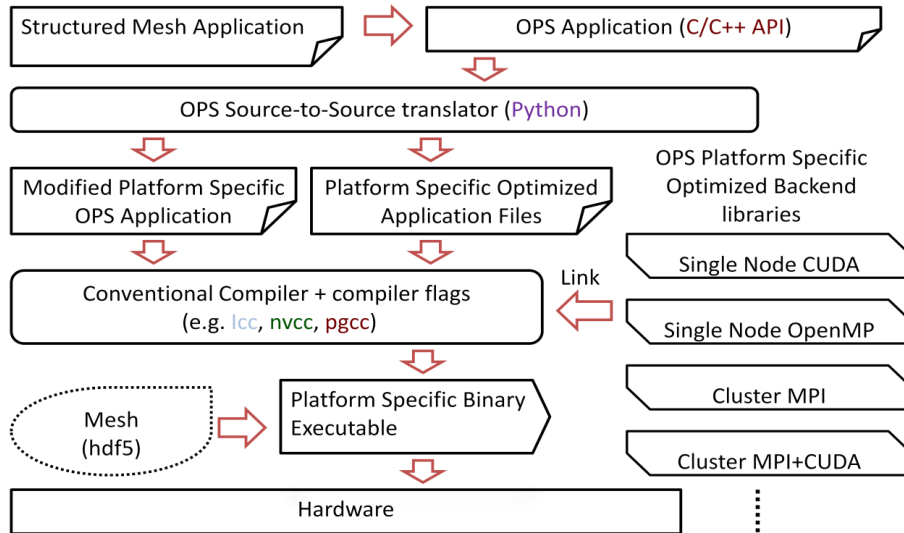 Structured Mesh Application
OPS Application (C/C++ API)
OPS Source-to-Source translator (Python)
Modified Platform Specific
OPS Application
Platform Specific Optimized
Application Files
OPS Platform Specific
Optimized Backend
libraries
Single Node CUDA
Conventional Compiler + compiler flags
(e.g. Icc, nvcc, pgcc)
Link
Single Node OpenMP
Cluster MPI
Mesh
(hdf5)
Platform Specific Binary
Executable
Cluster MPI+CUDA
Hardware